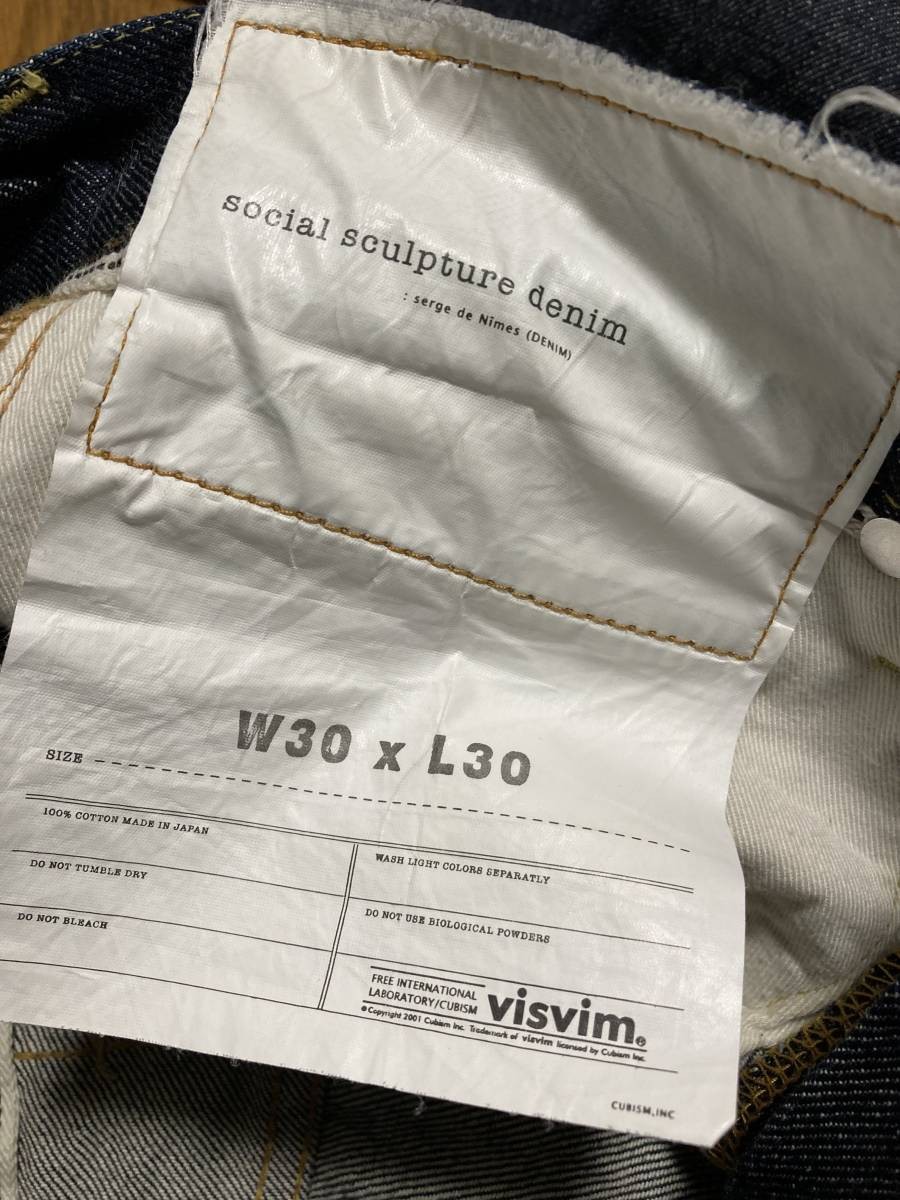 social sculpture denim
: serge de Nîmes (DENIM)
SIZE W30 x L30
100% COTTON MADE IN JAPAN
DO NOT TUMBLE DRY
DO NOT BLEACH
WASH LIGHT COLORS SEPARATLY
DO NOT USE BIOLOGICAL POWDERS
FREE INTERNATIONAL
LABORATORY/CUBISM
visvim®
©Copyright 2001 Cubism Inc. Trademark of visvim licensed by Cubism Inc.
CUBISM, INC